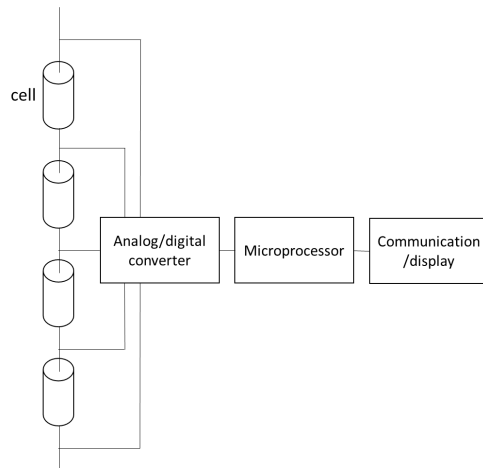 cell
Analog/digital
converter
Microprocessor
Communication
/display